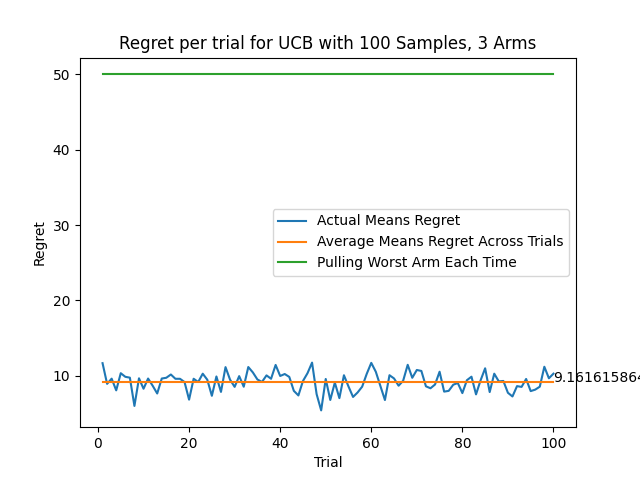 Regret per trial for UCB with 100 Samples, 3 Arms
50
40
30
20
10
Regret
Actual Means Regret
Average Means Regret Across Trials
Pulling Worst Arm Each Time
9.161615864
0
20
40
60
80
100
Trial